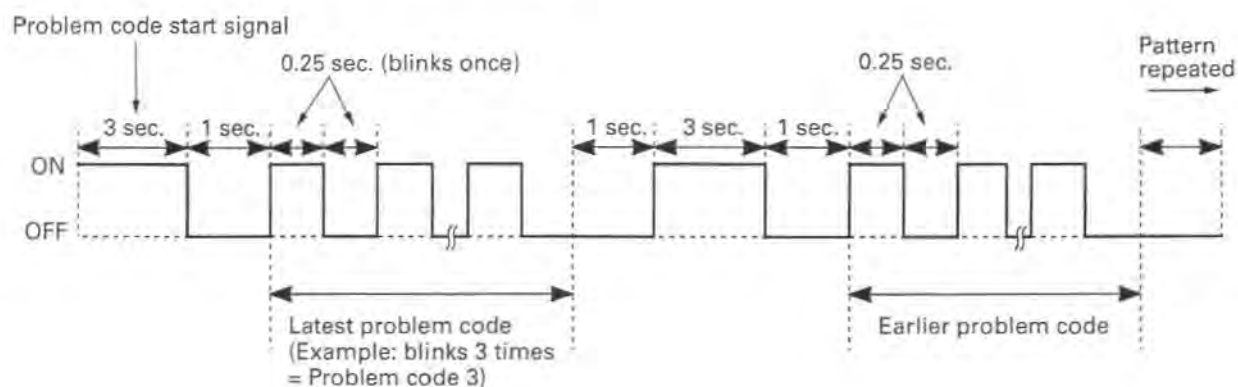 Problem code start signal
0.25 sec. (blinks once)
0.25 sec.
Pattern
repeated
3 sec.
1 sec.
1 sec.
3 sec.
1 sec.
ON
OFF
Latest problem code
(Example: blinks 3 times
= Problem code 3)
Earlier problem code